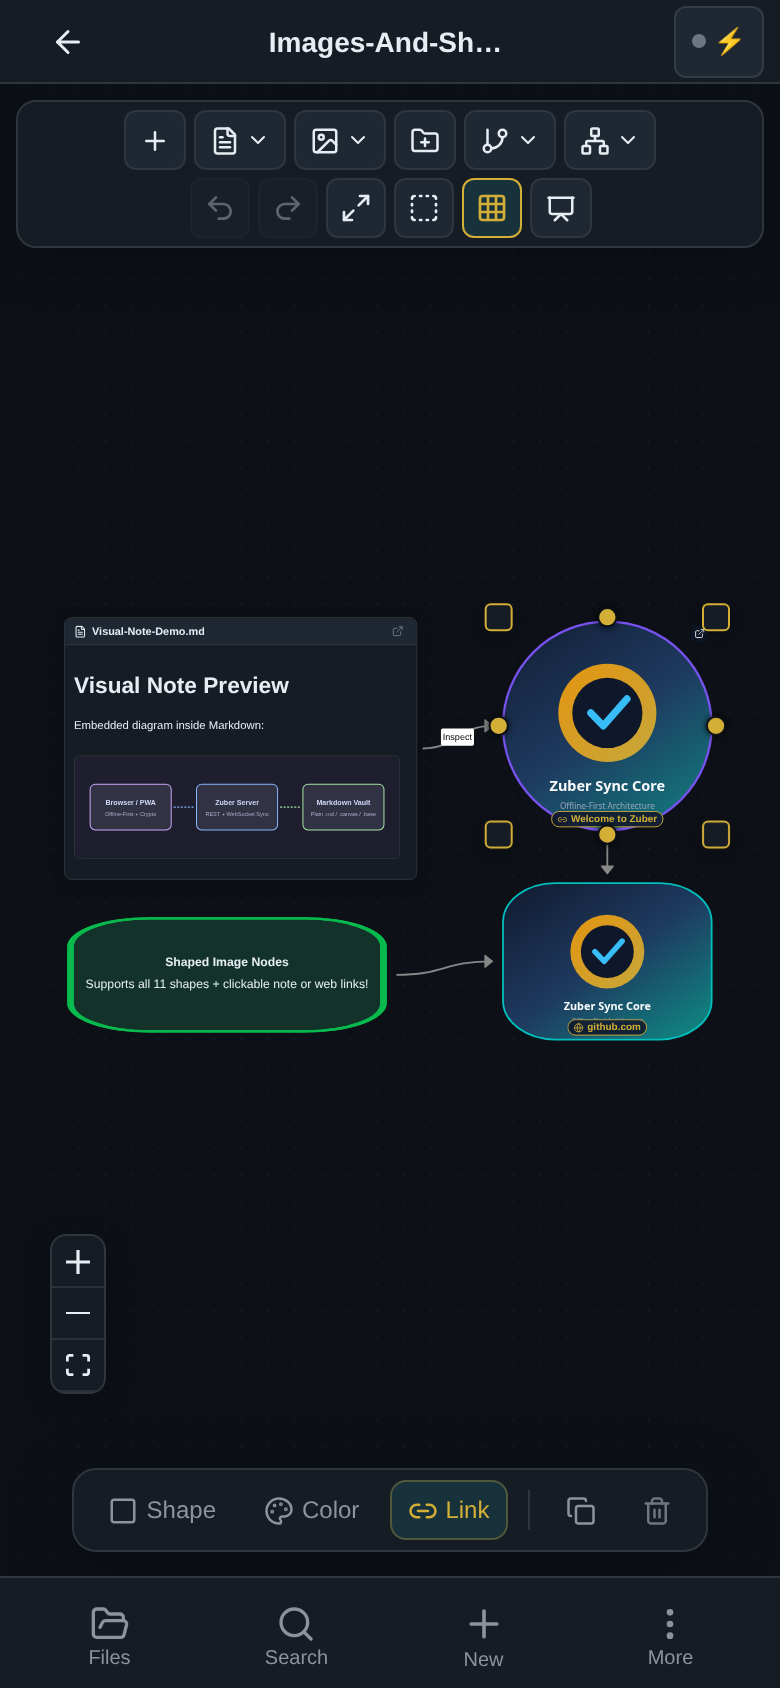 Images-And-Sh…
Visual-Note-Demo.md
Visual Note Preview
Embedded diagram inside Markdown:
Browser / PWA
Offline-First + Crypto
Zuber Server
REST + WebSocket Sync
Markdown Vault
Plain .md / .canvas / .base
Inspect
Zuber Sync Core
Offline-First Architecture
Welcome to Zuber
Shaped Image Nodes
Supports all 11 shapes + clickable note or web links!
Zuber Sync Core
github.com
Shape
Color
Link
Files
Search
New
More